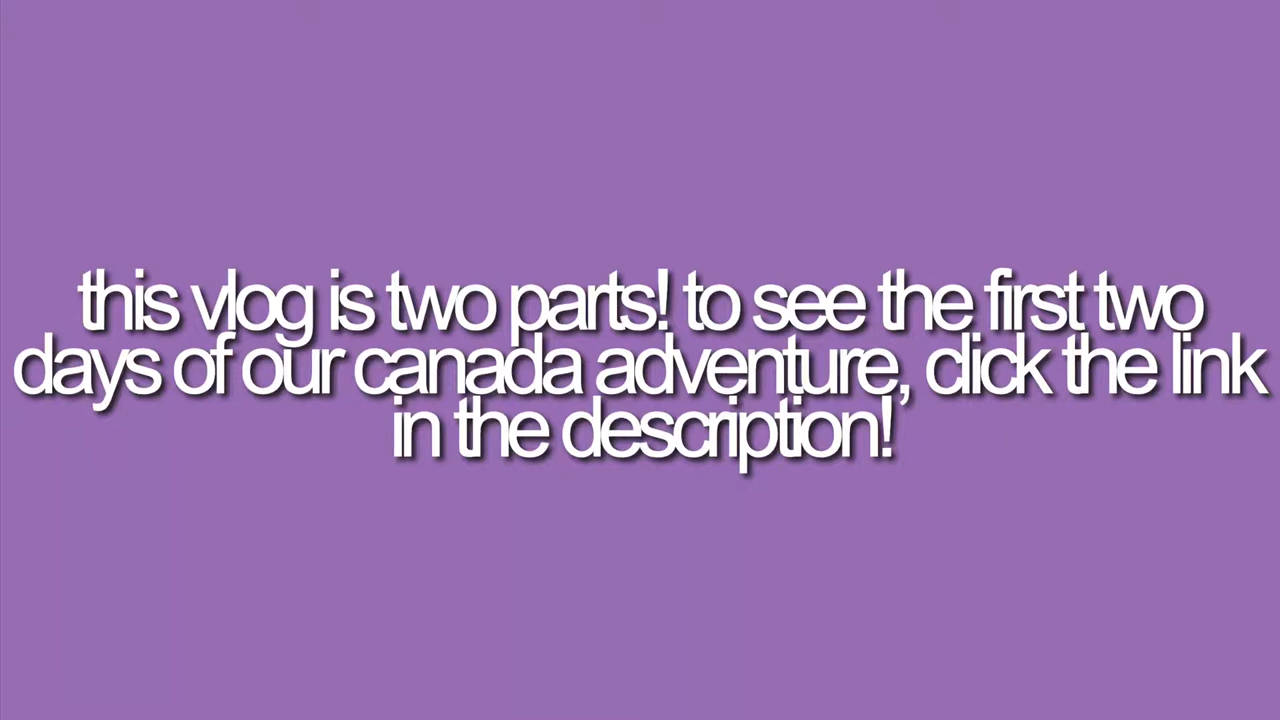 this vlog is two parts! to see the first two
days of our canada adventure, click the link
in the description!